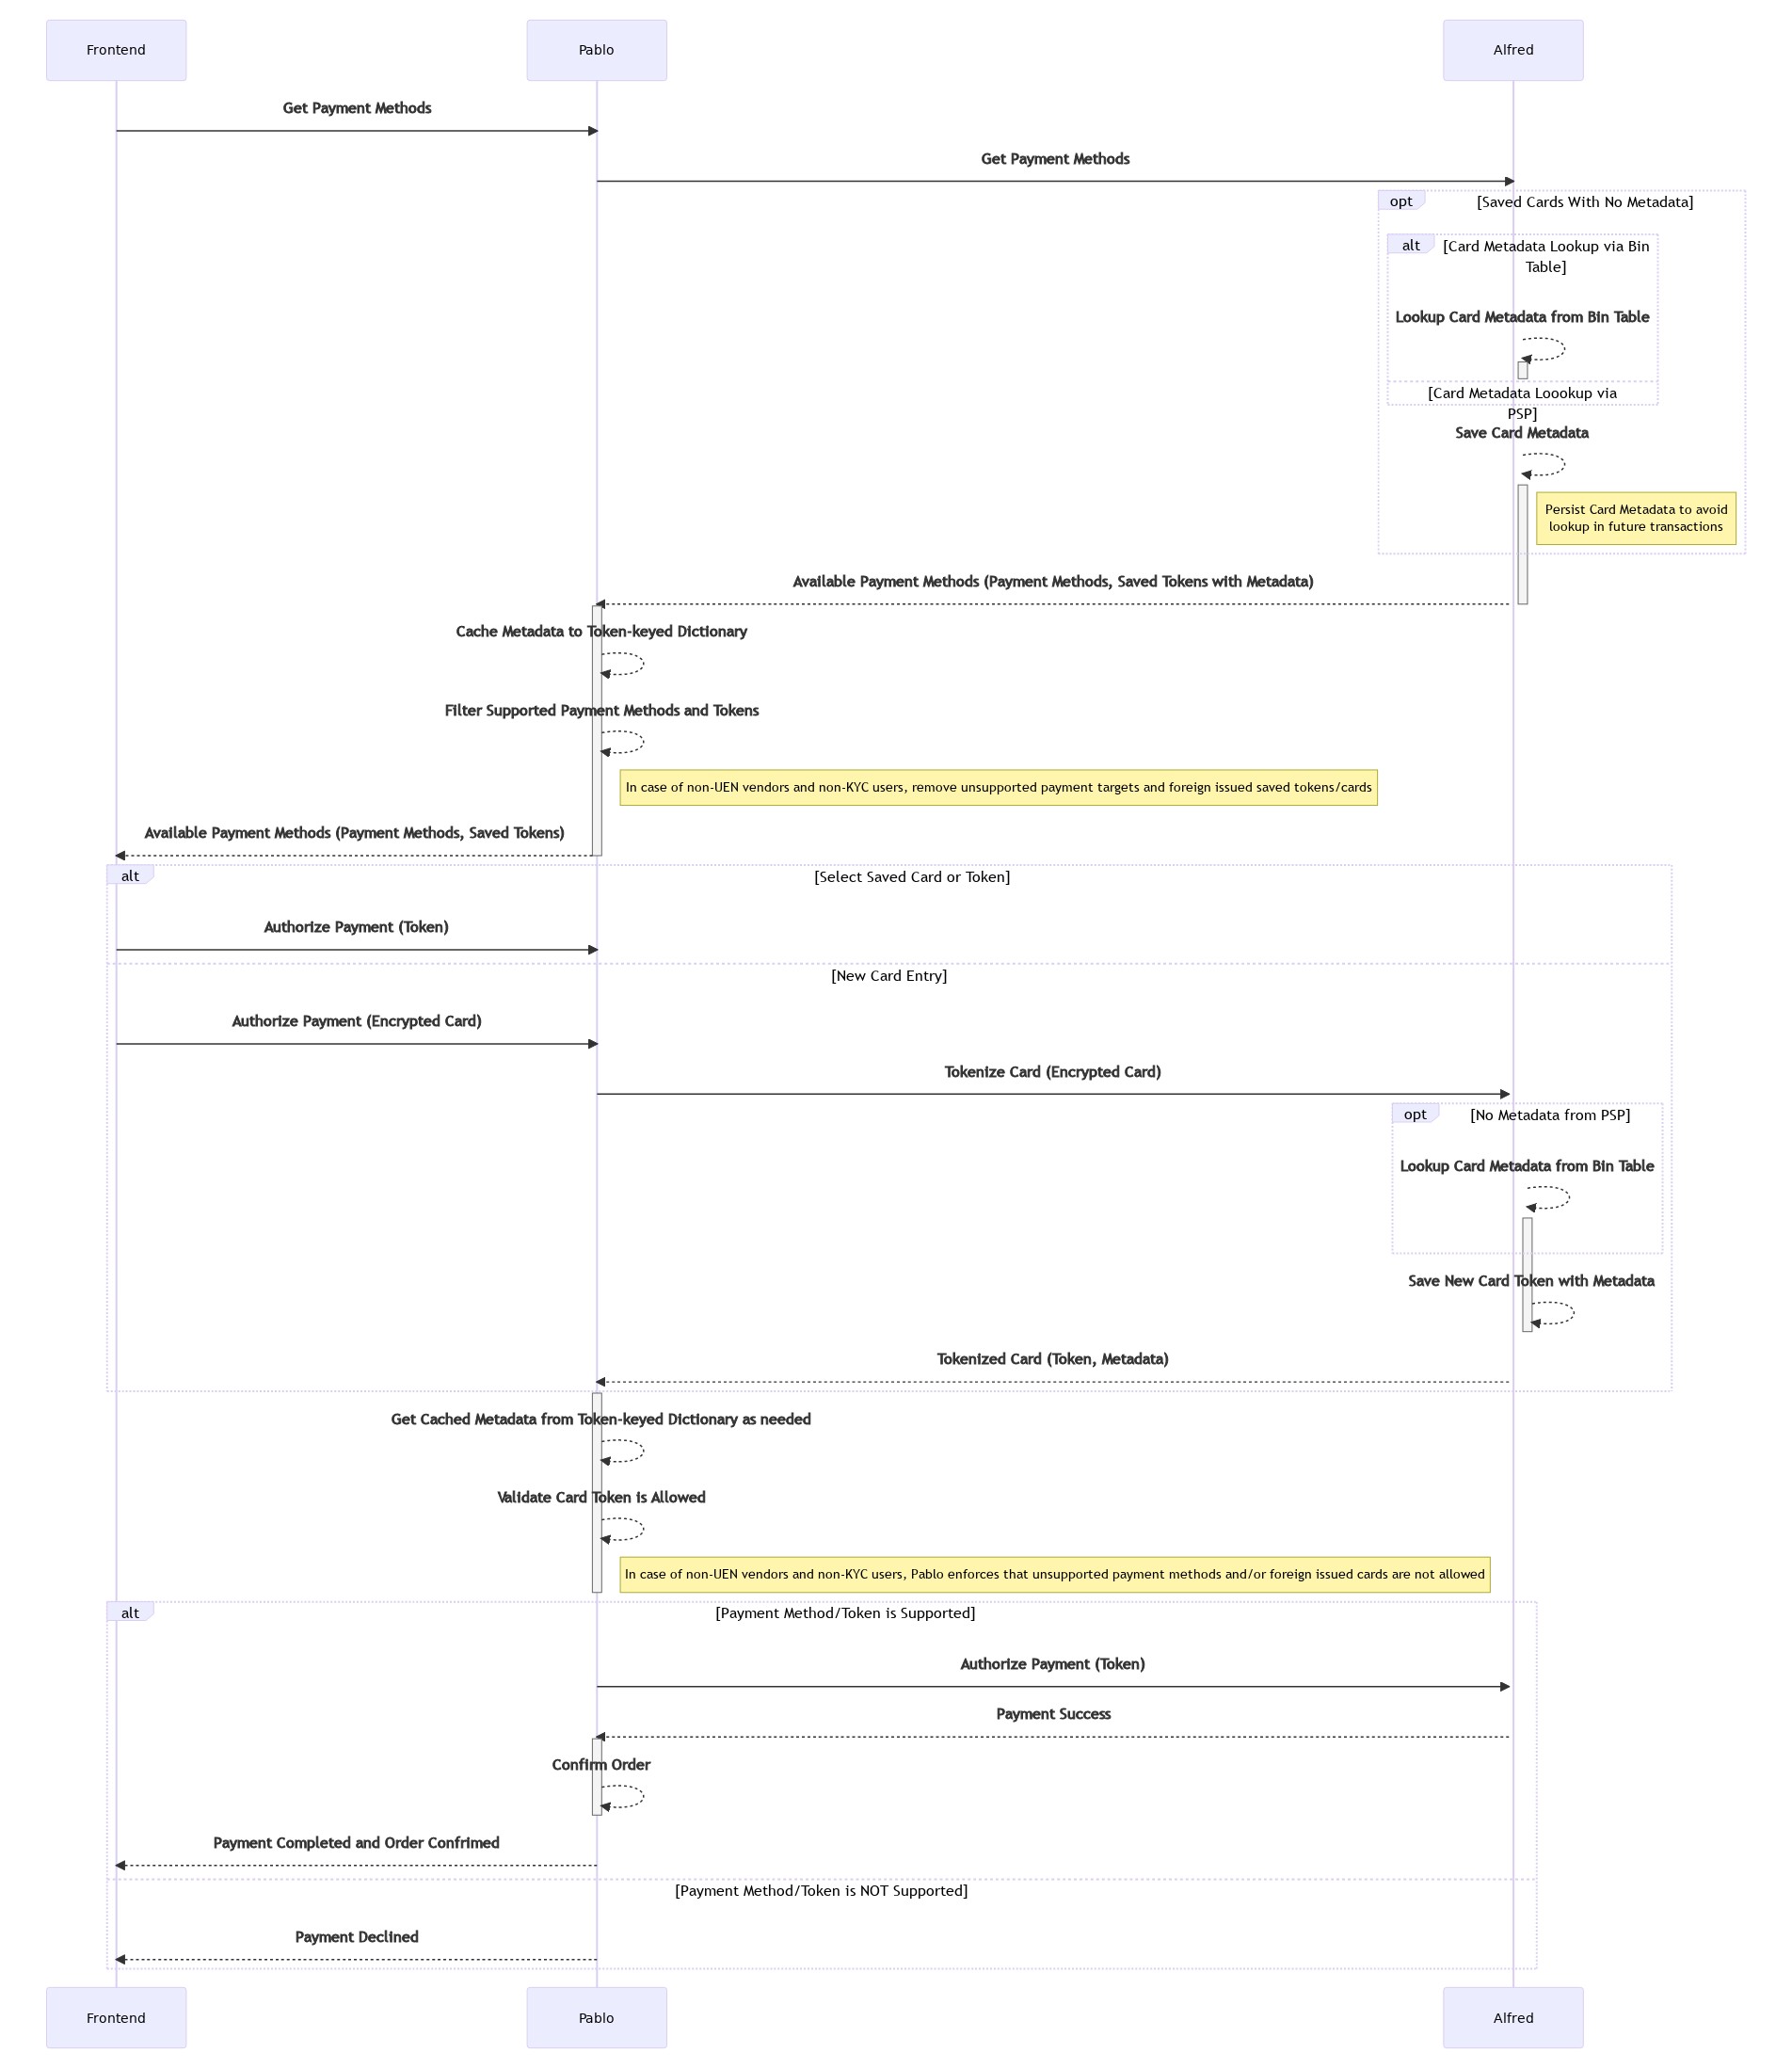 Frontend
Pablo
Alfred
Get Payment Methods
Get Payment Methods
opt
[Saved Cards With No Metadata]
alt
[Card Metadata Lookup via Bin
Table]
Lookup Card Metadata from Bin Table
[Card Metadata Loookup via
PSP]
Save Card Metadata
Persist Card Metadata to avoid
lookup in future transactions
Available Payment Methods (Payment Methods, Saved Tokens with Metadata)
Cache Metadata to Token-keyed Dictionary
Filter Supported Payment Methods and Tokens
In case of non-UEN vendors and non-KYC users, remove unsupported payment targets and foreign issued saved tokens/cards
Available Payment Methods (Payment Methods, Saved Tokens)
alt
[Select Saved Card or Token]
Authorize Payment (Token)
[New Card Entry]
Authorize Payment (Encrypted Card)
Tokenize Card (Encrypted Card)
opt
[No Metadata from PSP]
Lookup Card Metadata from Bin Table
Save New Card Token with Metadata
Tokenized Card (Token, Metadata)
Get Cached Metadata from Token-keyed Dictionary as needed
Validate Card Token is Allowed
In case of non-UEN vendors and non-KYC users, Pablo enforces that unsupported payment methods and/or foreign issued cards are not allowed
alt
[Payment Method/Token is Supported]
Authorize Payment (Token)
Payment Success
Confirm Order
Payment Completed and Order Confrimed
[Payment Method/Token is NOT Supported]
Payment Declined
Frontend
Pablo
Alfred